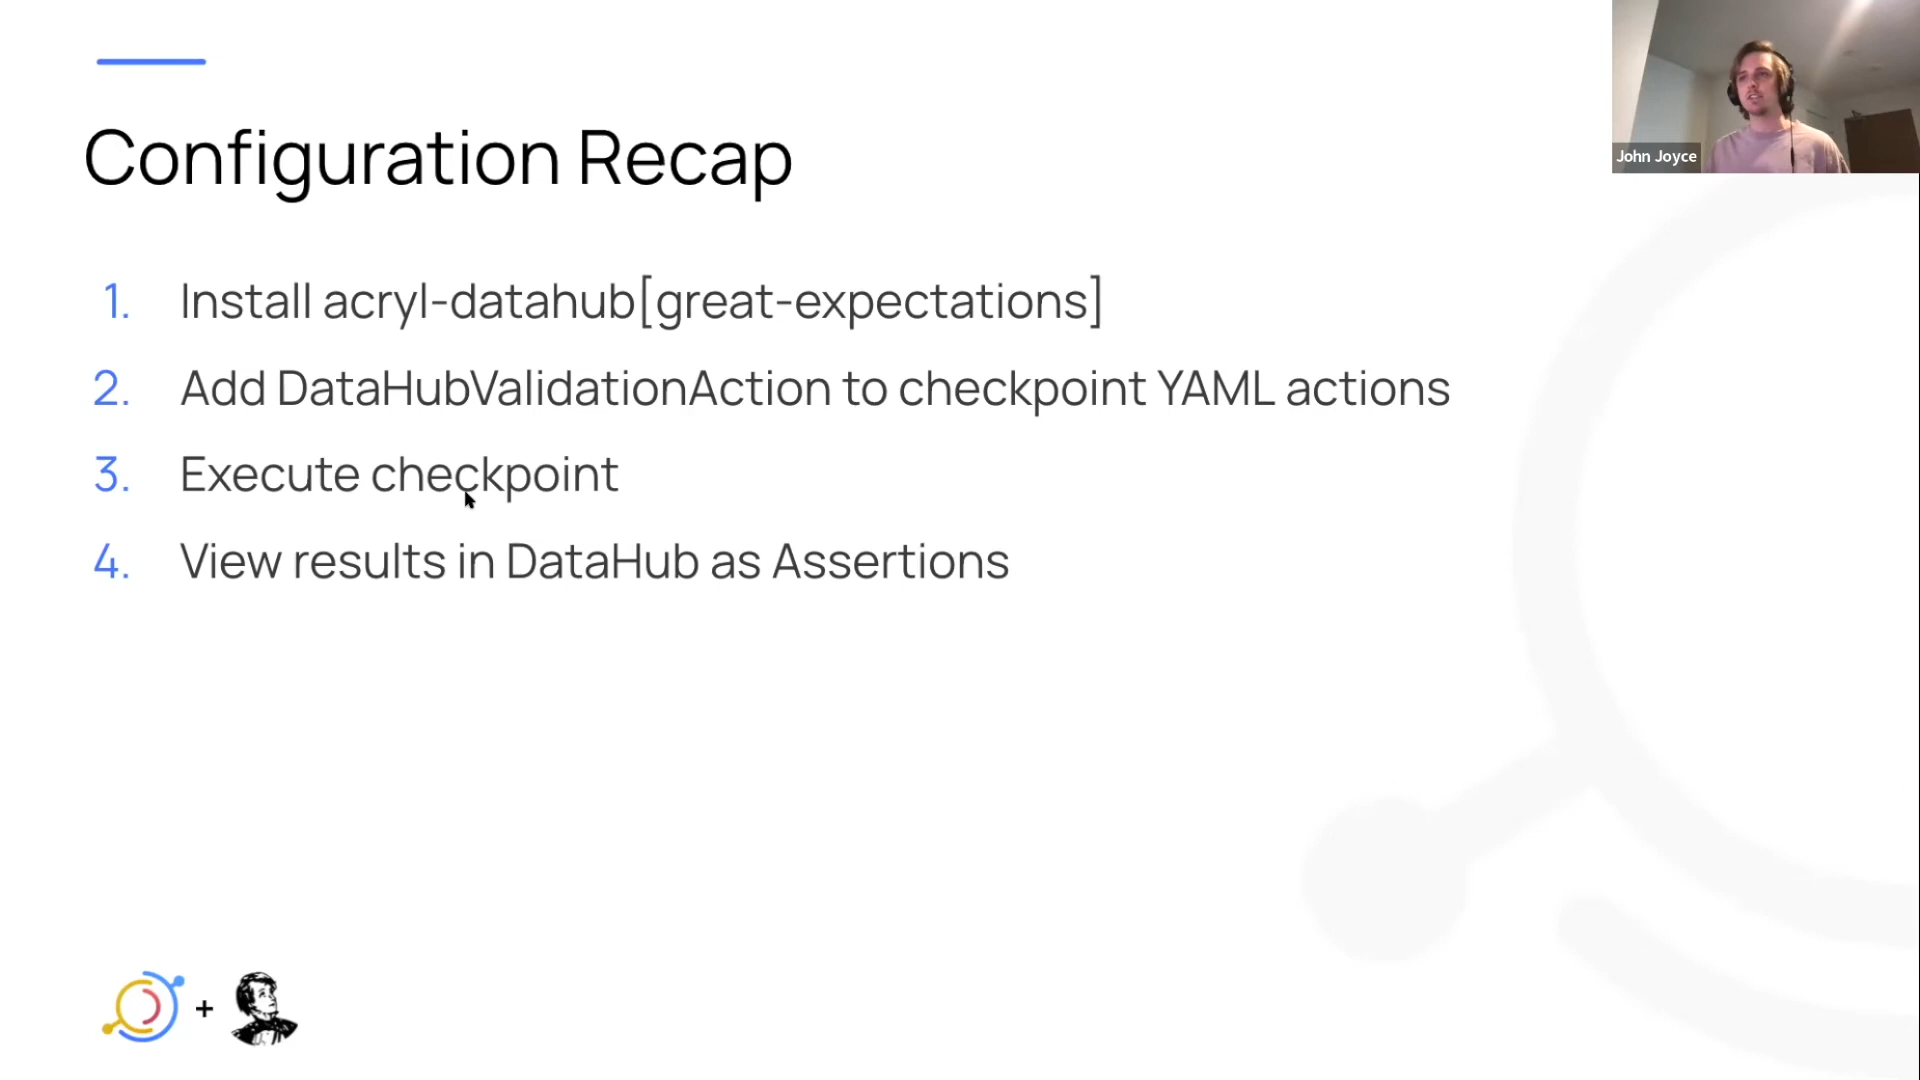 Configuration Recap
1. Install acryl-datahub[great-expectations]
2. Add DataHubValidationAction to checkpoint YAML actions
3. Execute checkpoint
4. View results in DataHub as Assertions
+
John Joyce